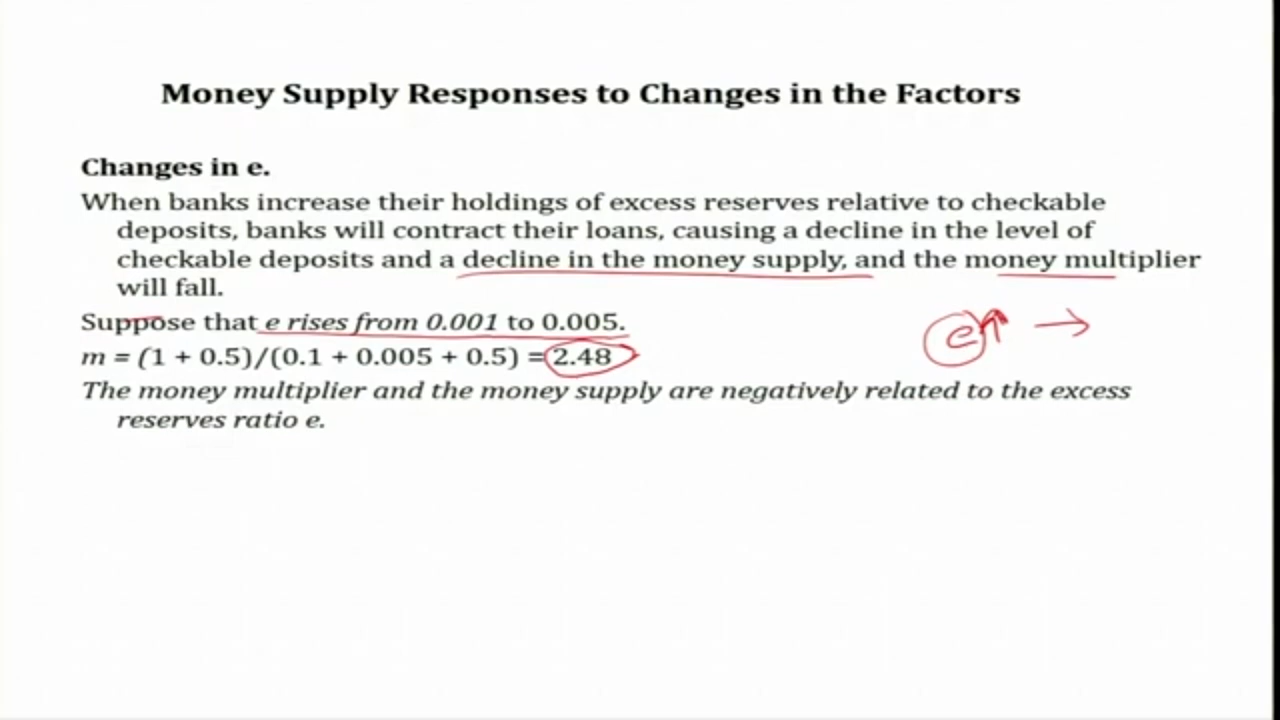 Money Supply Responses to Changes in the Factors
Changes in e.
When banks increase their holdings of excess reserves relative to checkable
deposits, banks will contract their loans, causing a decline in the level of
checkable deposits and a decline in the money supply, and the money multiplier
will fall.
Suppose that e rises from 0.001 to 0.005.
m = (1 + 0.5)/(0.1 + 0.005 + 0.5) = 2.48
e↑ →
The money multiplier and the money supply are negatively related to the excess
reserves ratio e.